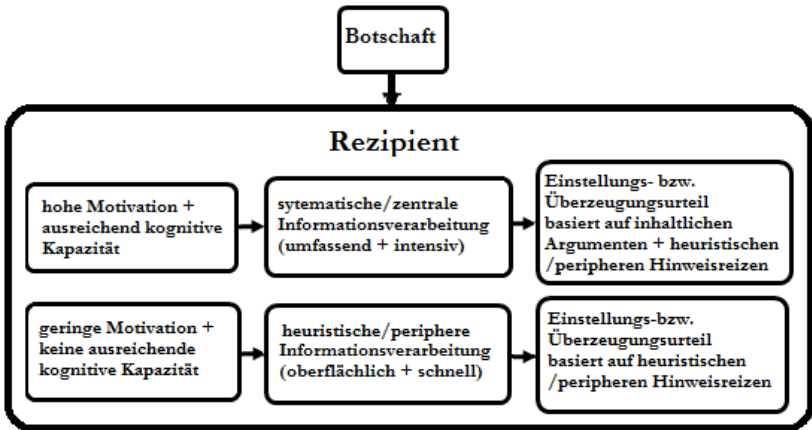 Botschaft
Rezipient
hohe Motivation +
ausreichend kognitive
Kapazität
sytematische/zentrale
Informationsverarbeitung
(umfassend + intensiv)
Einstellungs- bzw.
Überzeugungsurteil
basiert auf inhaltlichen
Argumenten + heuristischen
/peripheren Hinweisreizen
geringe Motivation +
keine ausreichende
kognitive Kapazität
heuristische/periphere
Informationsverarbeitung
(oberflächlich + schnell)
Einstellungs-bzw.
Überzeugungsurteil
basiert auf heuristischen
/peripheren Hinweisreizen